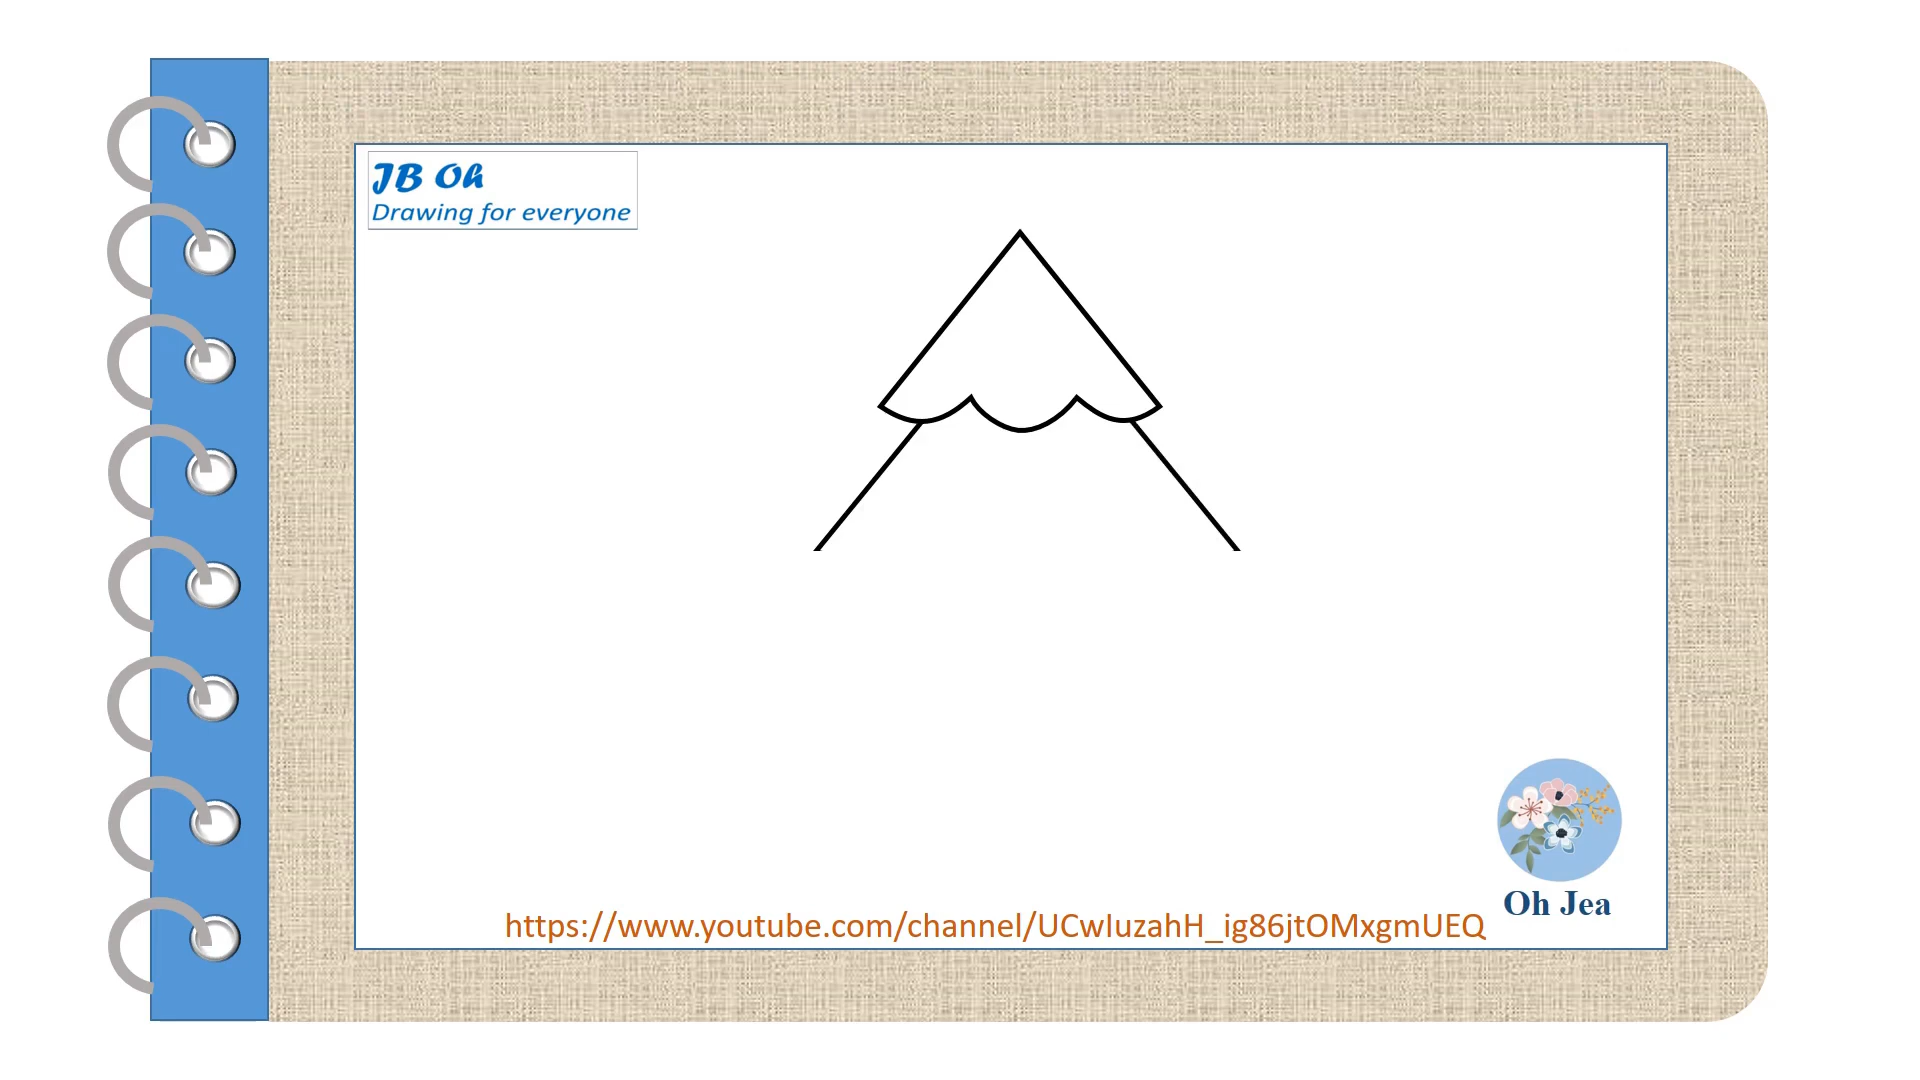 JB Oh
Drawing for everyone
Oh Jea
https://www.youtube.com/channel/UCwIuzahH_ig86jtOMxgmUEQ